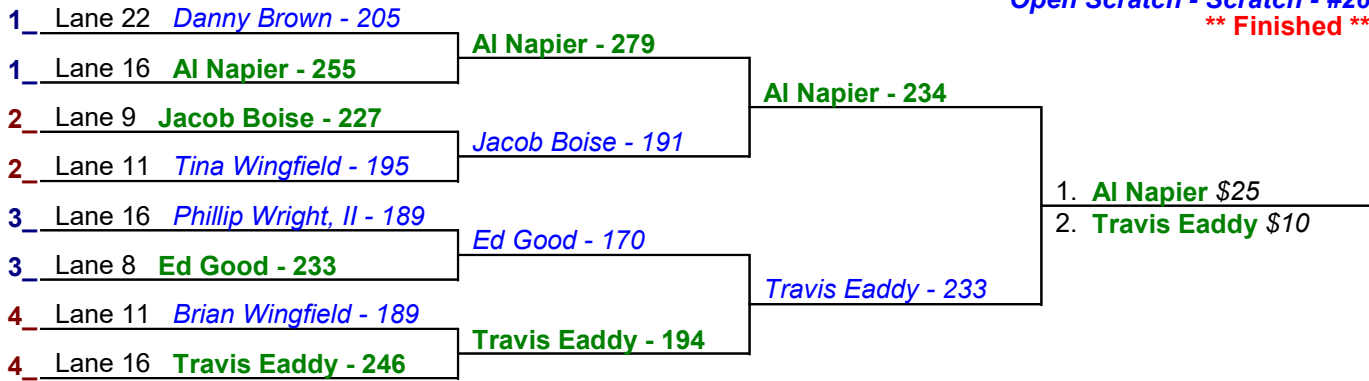 Open Scratch - Scratch - #20
** Finished **
1_ Lane 22 Danny Brown - 205
1_ Lane 16 Al Napier - 255
2_ Lane 9 Jacob Boise - 227
2_ Lane 11 Tina Wingfield - 195
3_ Lane 16 Phillip Wright, II - 189
3_ Lane 8 Ed Good - 233
4_ Lane 11 Brian Wingfield - 189
4_ Lane 16 Travis Eaddy - 246
Al Napier - 279
Jacob Boise - 191
Ed Good - 170
Travis Eaddy - 194
Al Napier - 234
Travis Eaddy - 233
1. Al Napier $25
2. Travis Eaddy $10